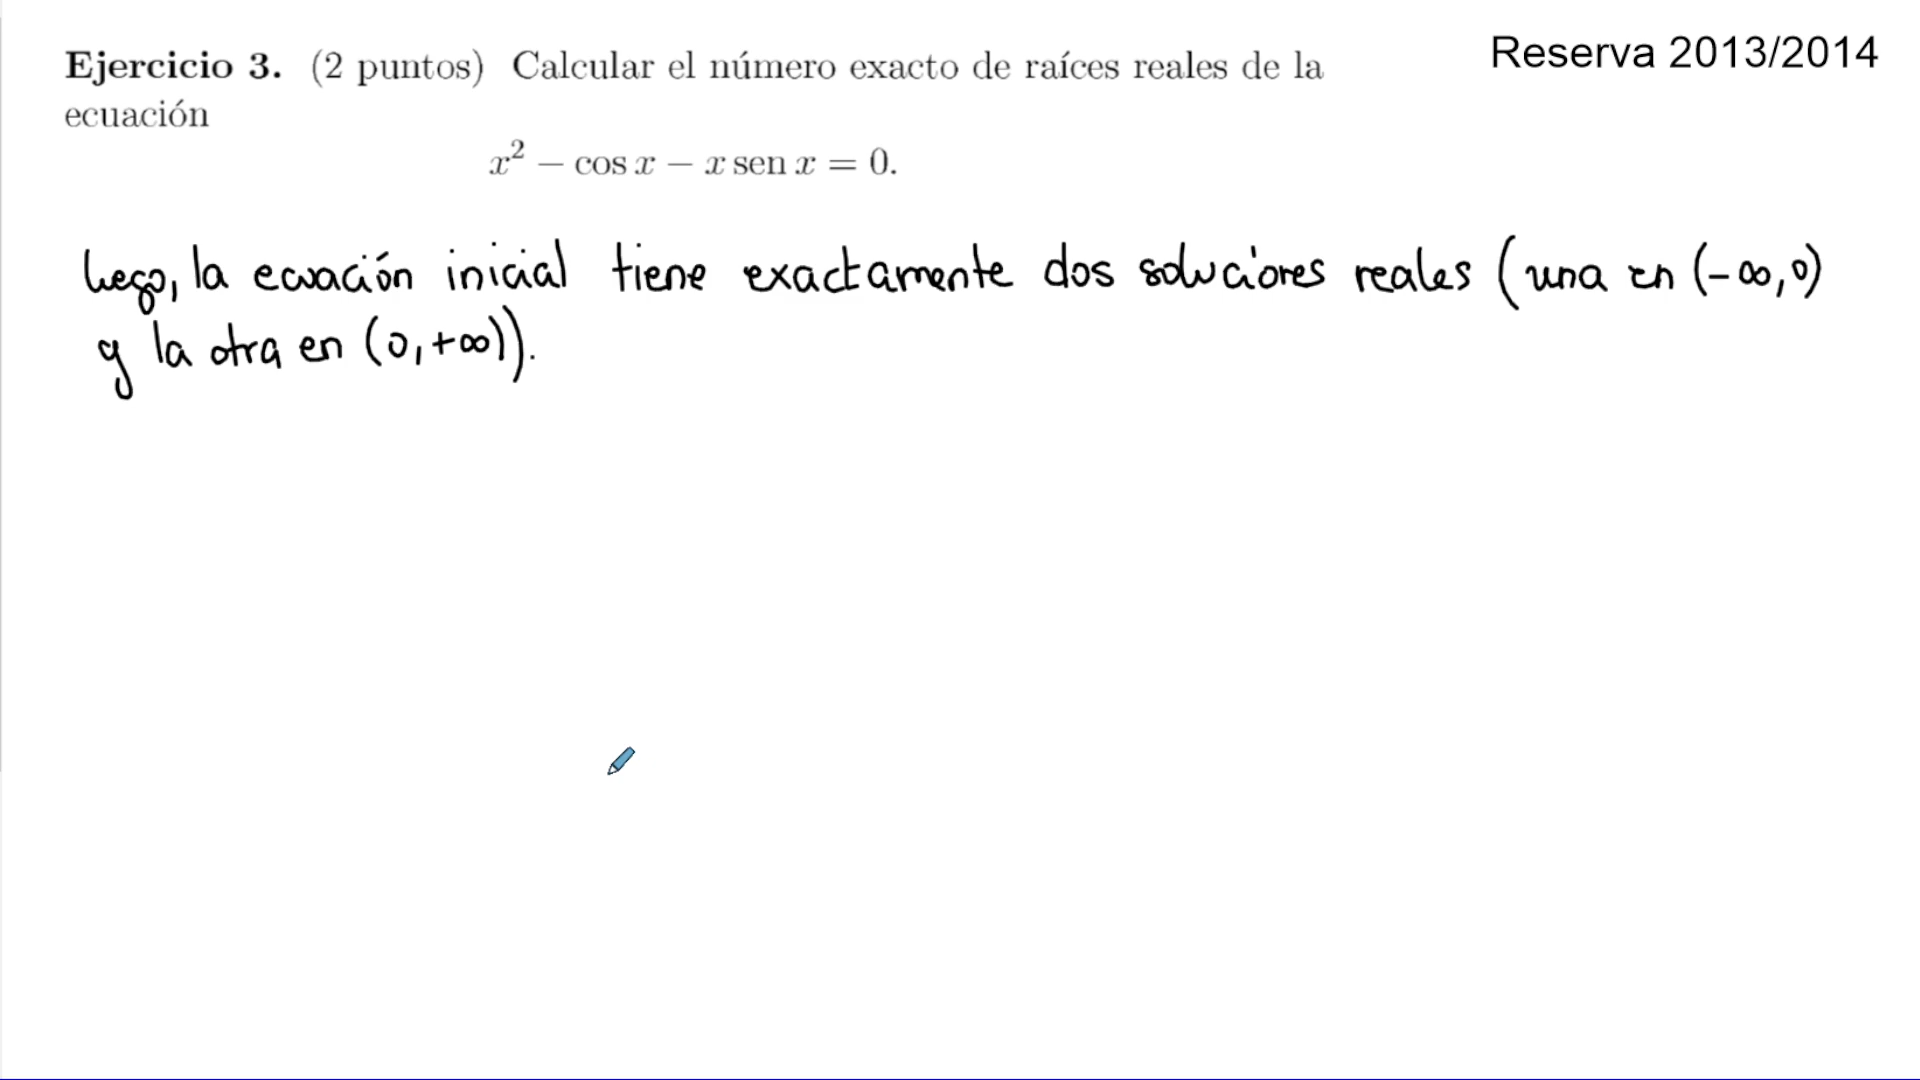 Ejercicio 3. (2 puntos) Calcular el número exacto de raíces reales de la
ecuación
Reserva 2013/2014
x² − cos x − x sen x = 0.
luego, la ecuación inicial tiene exactamente dos soluciones reales (una en (-∞,0)
y la otra en (0,+∞)).